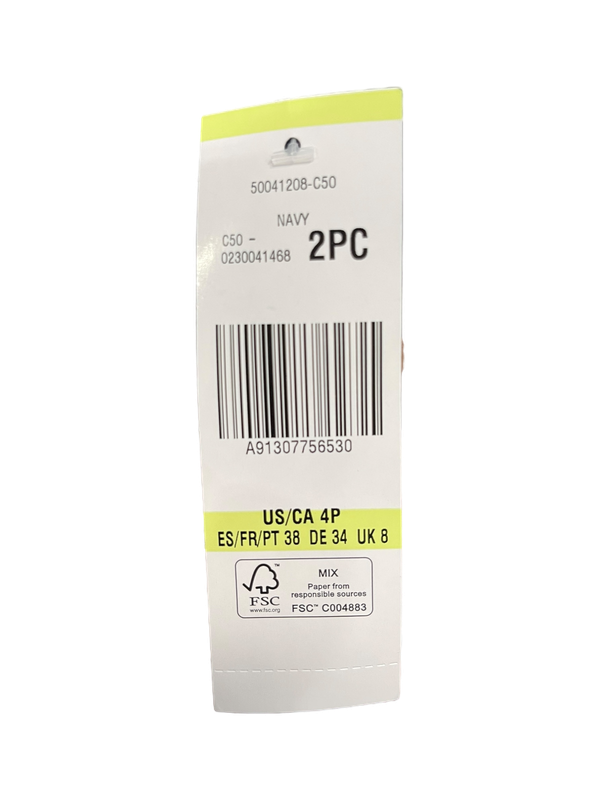 50041208-C50
NAVY
C50 -
0230041468
2PC
A91307756530
US/CA 4P
ES/FR/PT 38 DE 34 UK 8
FSC™
www.fsc.org
MIX
Paper from
responsible sources
FSC™ C004883